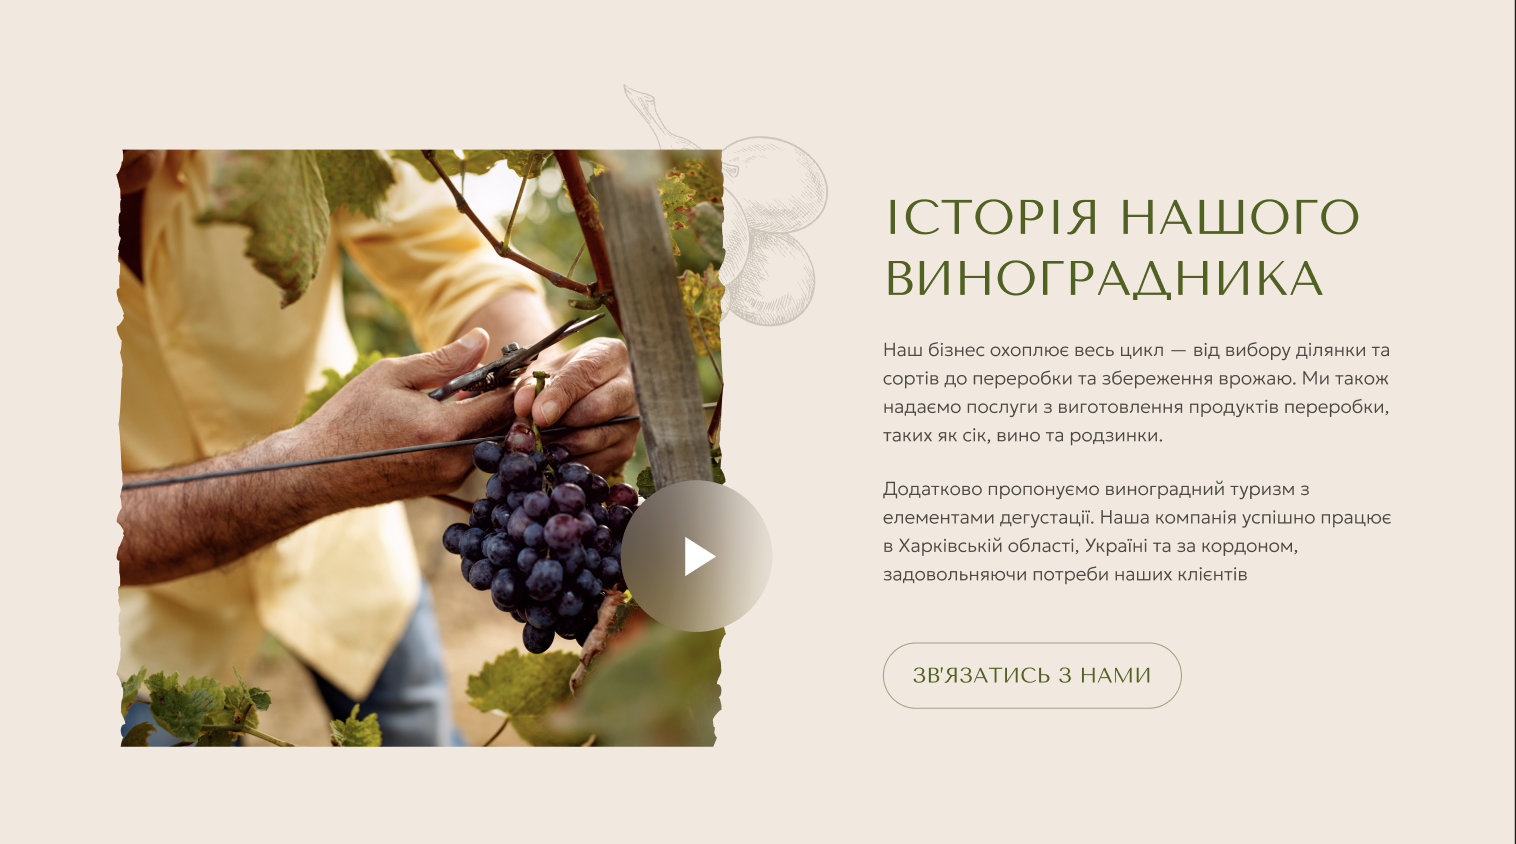 ІСТОРІЯ НАШОГО
ВИНОГРАДНИКА
Наш бізнес охоплює весь цикл — від вибору ділянки та
сортів до переробки та збереження врожаю. Ми також
надаємо послуги з виготовлення продуктів переробки,
таких як сік, вино та родзинки.
Додатково пропонуємо виноградний туризм з
елементами дегустації. Наша компанія успішно працює
в Харківській області, Україні та за кордоном,
задовольняючи потреби наших клієнтів
ЗВ'ЯЗАТИСЬ З НАМИ